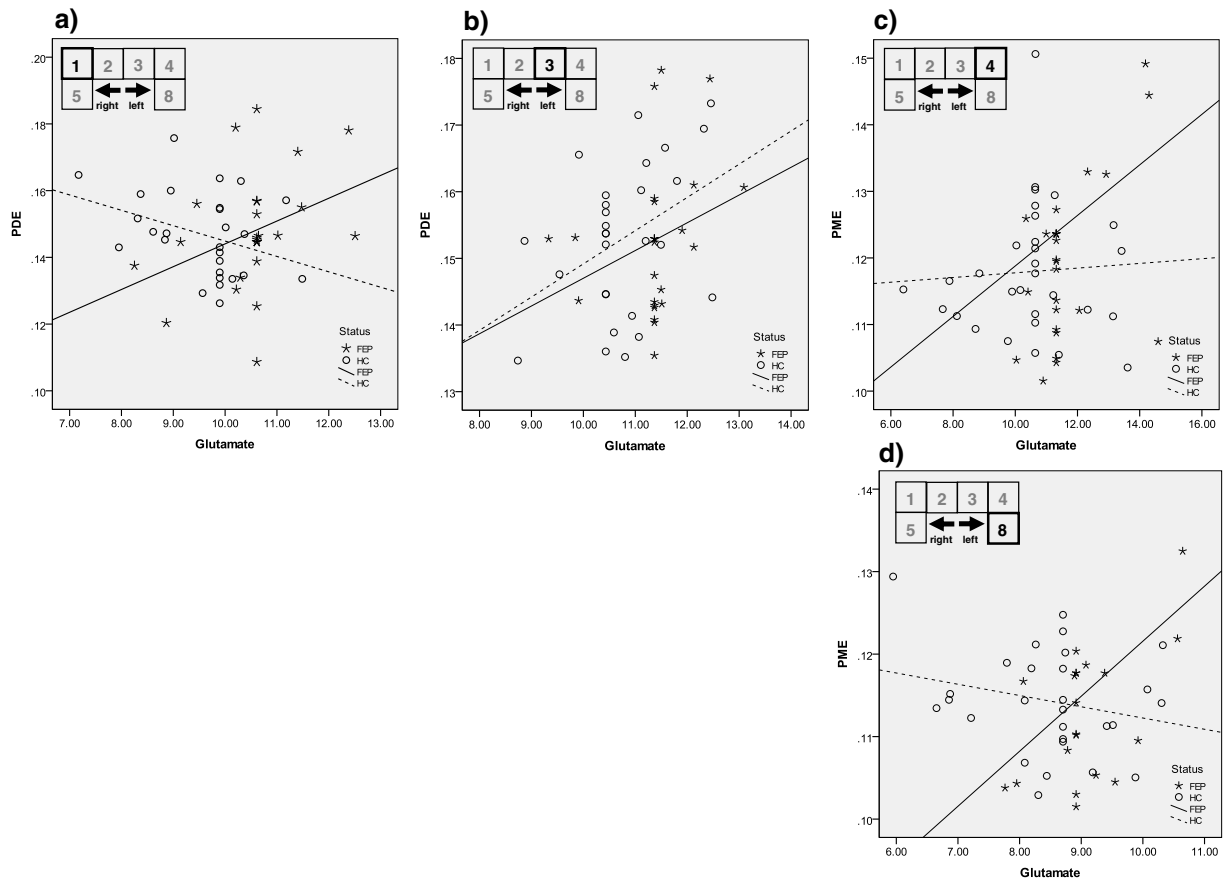 a)
1 2 3 4
5 8
right left
.20
.18
.16
.14
.12
.10
PDE
7.00 8.00 9.00 10.00 11.00 12.00 13.00
Glutamate
Status
FEP
HC
FEP
HC
b)
1 2 3 4
5 8
right left
.18
.17
.16
.15
.14
.13
PDE
8.00 9.00 10.00 11.00 12.00 13.00 14.00
Glutamate
Status
FEP
HC
FEP
HC
c)
1 2 3 4
5 8
right left
.15
.14
.13
.12
.11
.10
PME
6.00 8.00 10.00 12.00 14.00 16.00
Glutamate
Status
FEP
HC
FEP
HC
d)
1 2 3 4
5 8
right left
.14
.13
.12
.11
.10
PME
6.00 7.00 8.00 9.00 10.00 11.00
Glutamate
Status
FEP
HC
FEP
HC